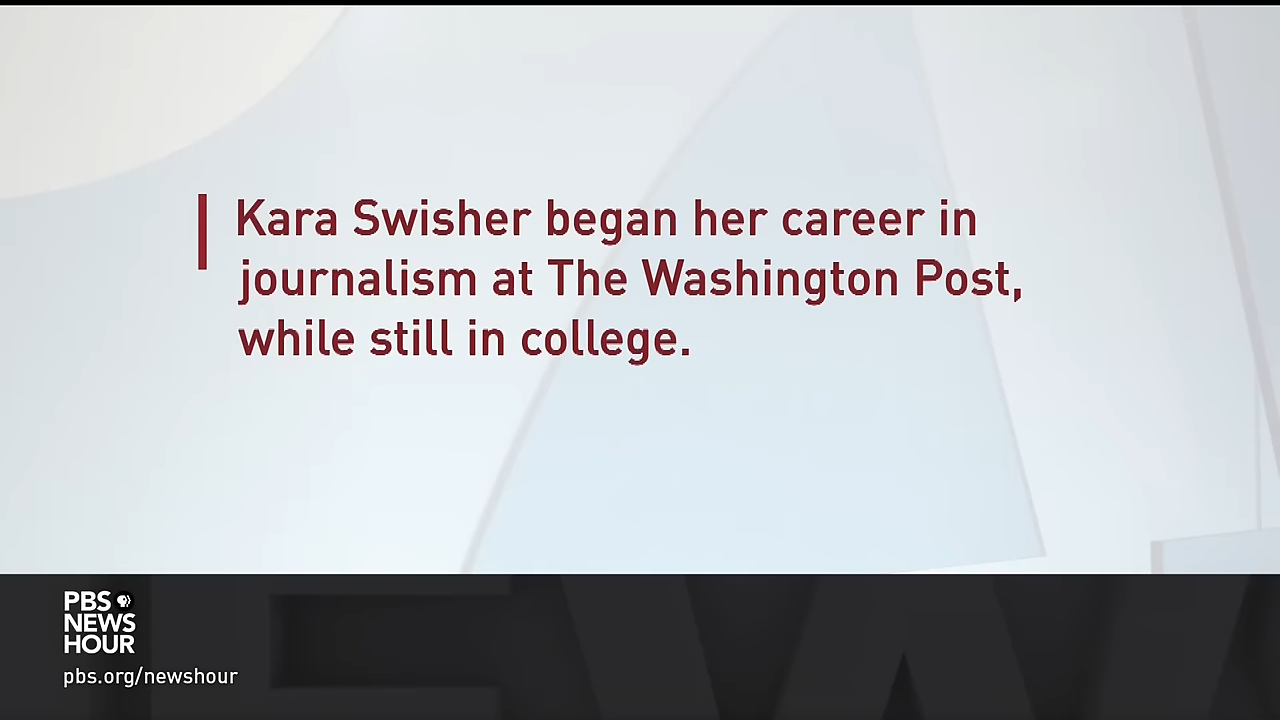 Kara Swisher began her career in
journalism at The Washington Post,
while still in college.
PBS
NEWS
HOUR
pbs.org/newshour